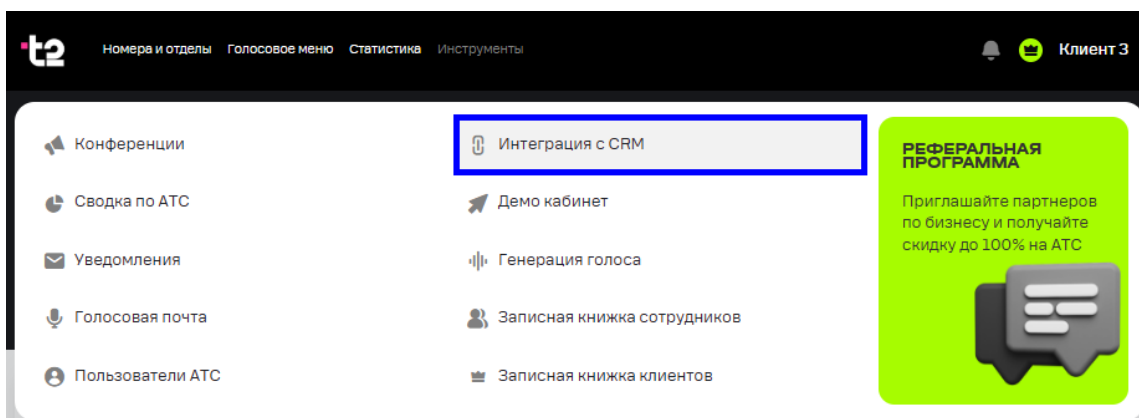 t2
Номера и отделы Голосовое меню Статистика Инструменты
Клиент 3
Конференции
Сводка по АТС
Уведомления
Голосовая почта
Пользователи АТС
Интеграция с CRM
Демо кабинет
Генерация голоса
Записная книжка сотрудников
Записная книжка клиентов
РЕФЕРАЛЬНАЯ
ПРОГРАММА
Приглашайте партнеров
по бизнесу и получайте
скидку до 100% на АТС